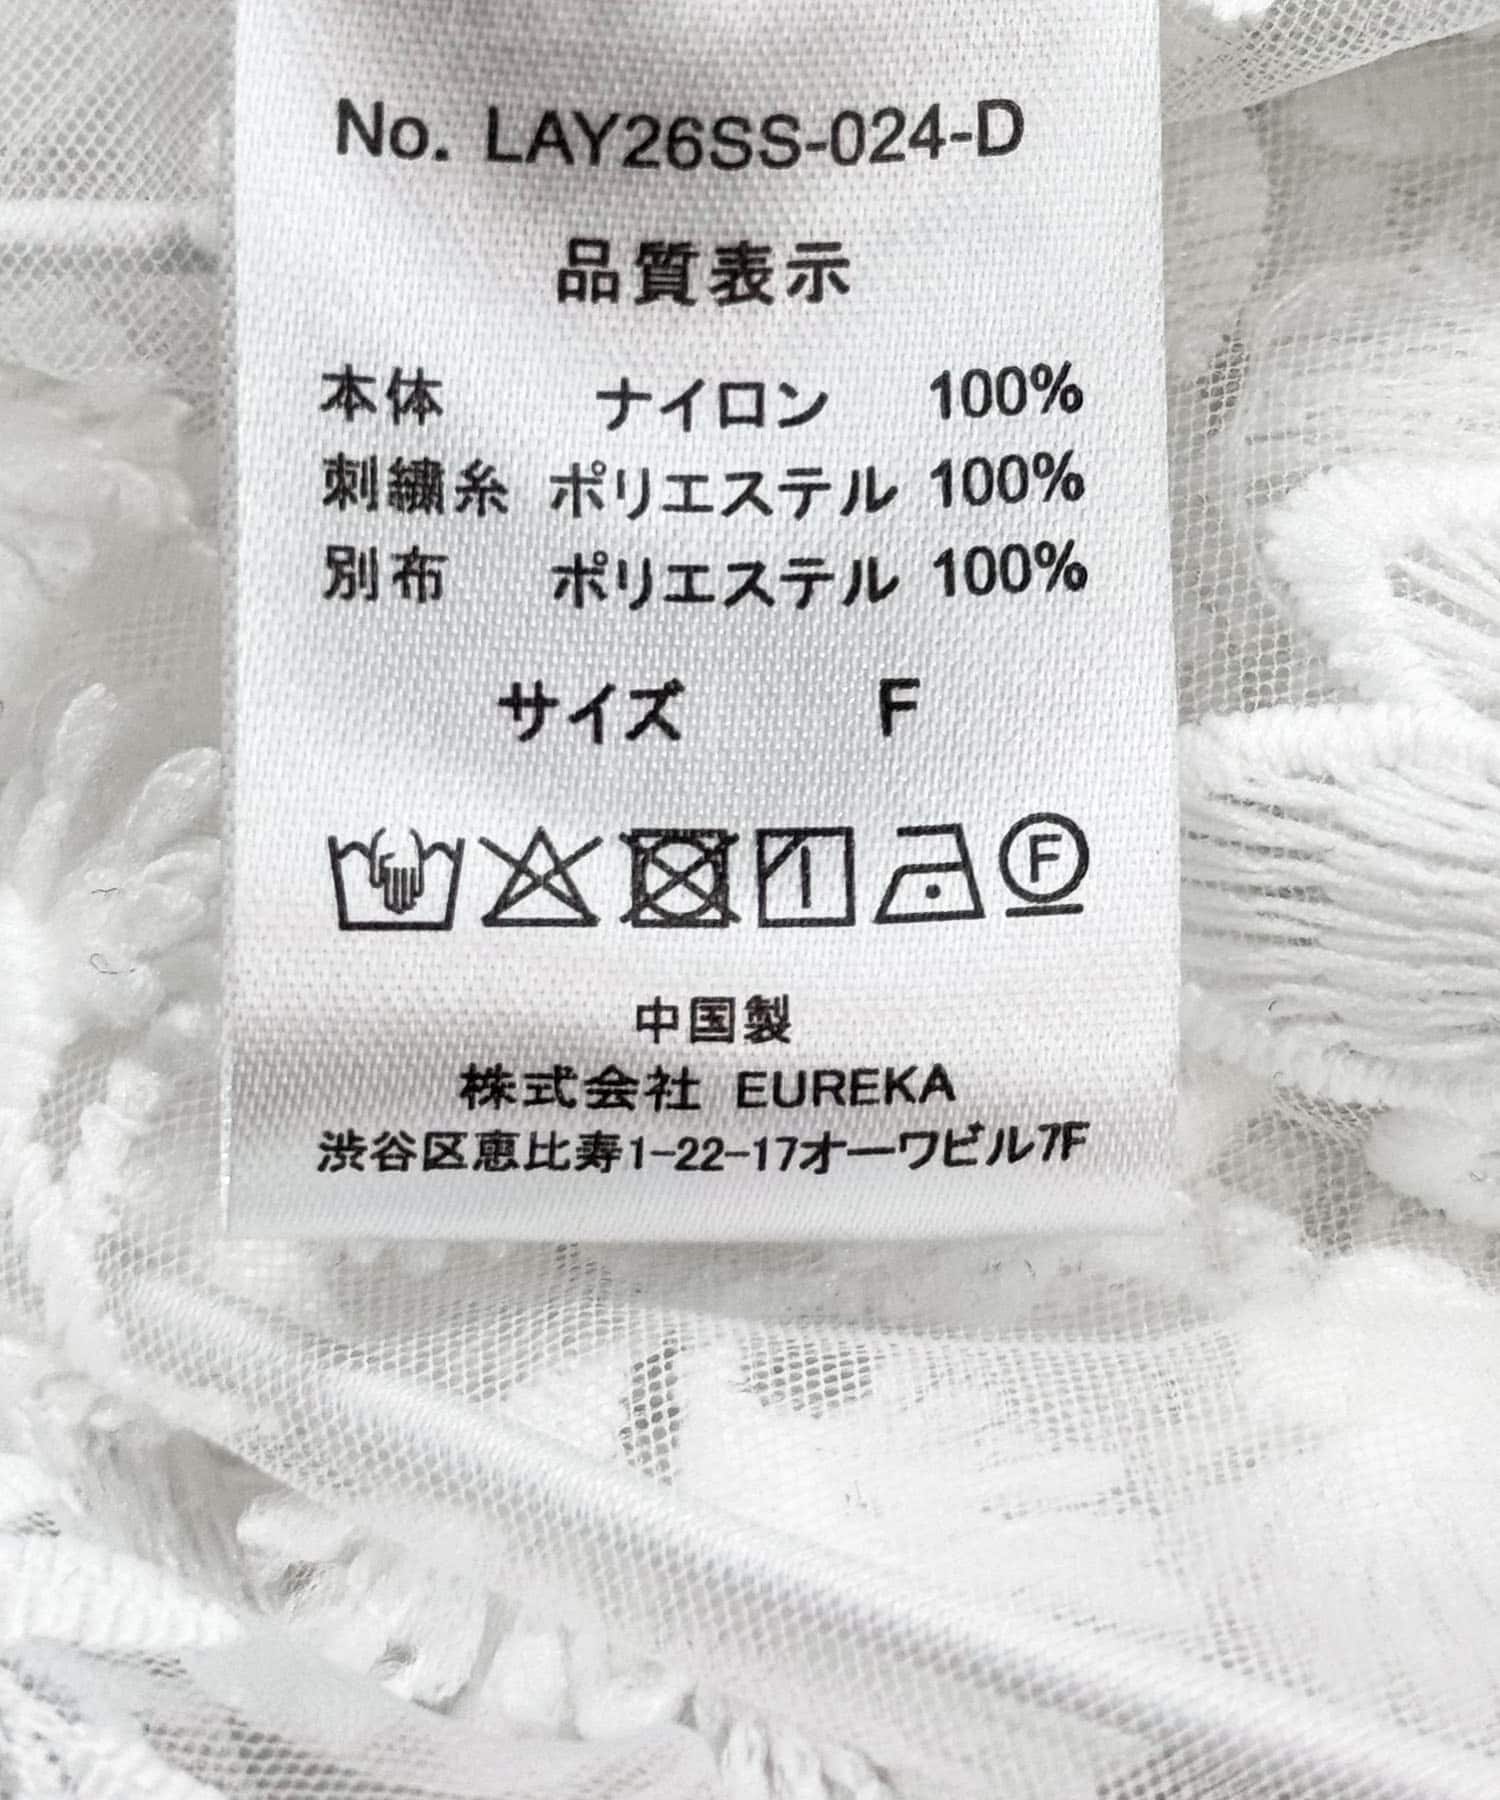 No. LAY26SS-024-D
品質表示
本体 ナイロン 100%
刺繍糸 ポリエステル 100%
別布 ポリエステル 100%
サイズ F
F
中国製
株式会社 EUREKA
渋谷区恵比寿1-22-17オーワビル7F